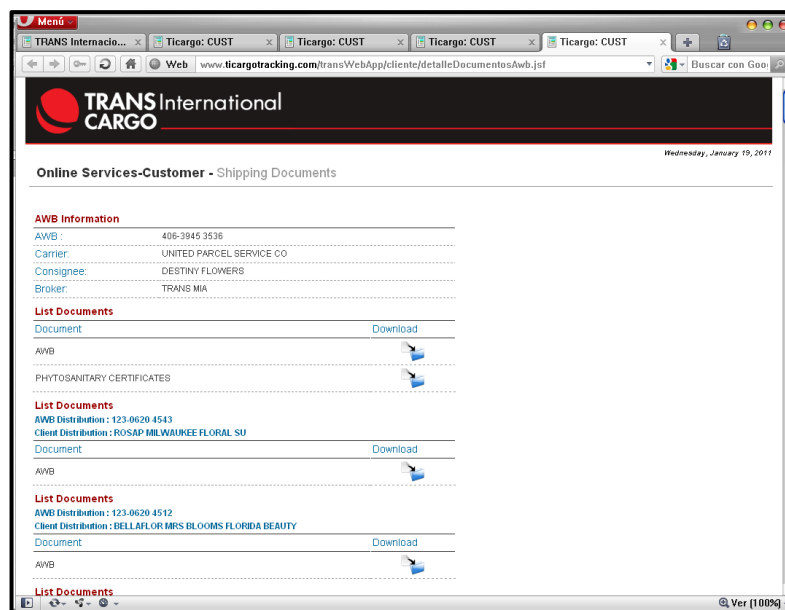 Menú
TRANS Internacio... x Ticargo: CUST x Ticargo: CUST x Ticargo: CUST x Ticargo: CUST x
Web www.ticargotracking.com/transWebApp/cliente/detalleDocumentosAwb.jsf Buscar con Goo
TRANS International
CARGO
Wednesday, January 19, 2011
Online Services-Customer - Shipping Documents
AWB Information
AWB : 406-3945 3536
Carrier: UNITED PARCEL SERVICE CO
Consignee: DESTINY FLOWERS
Broker: TRANS MIA
List Documents
Document Download
AWB
PHYTOSANITARY CERTIFICATES
List Documents
AWB Distribution : 123-0620 4543
Client Distribution : ROSAP MILWAUKEE FLORAL SU
Document Download
AWB
List Documents
AWB Distribution : 123-0620 4512
Client Distribution : BELLAFLOR MRS BLOOMS FLORIDA BEAUTY
Document Download
AWB
List Documents
Ver (100%)